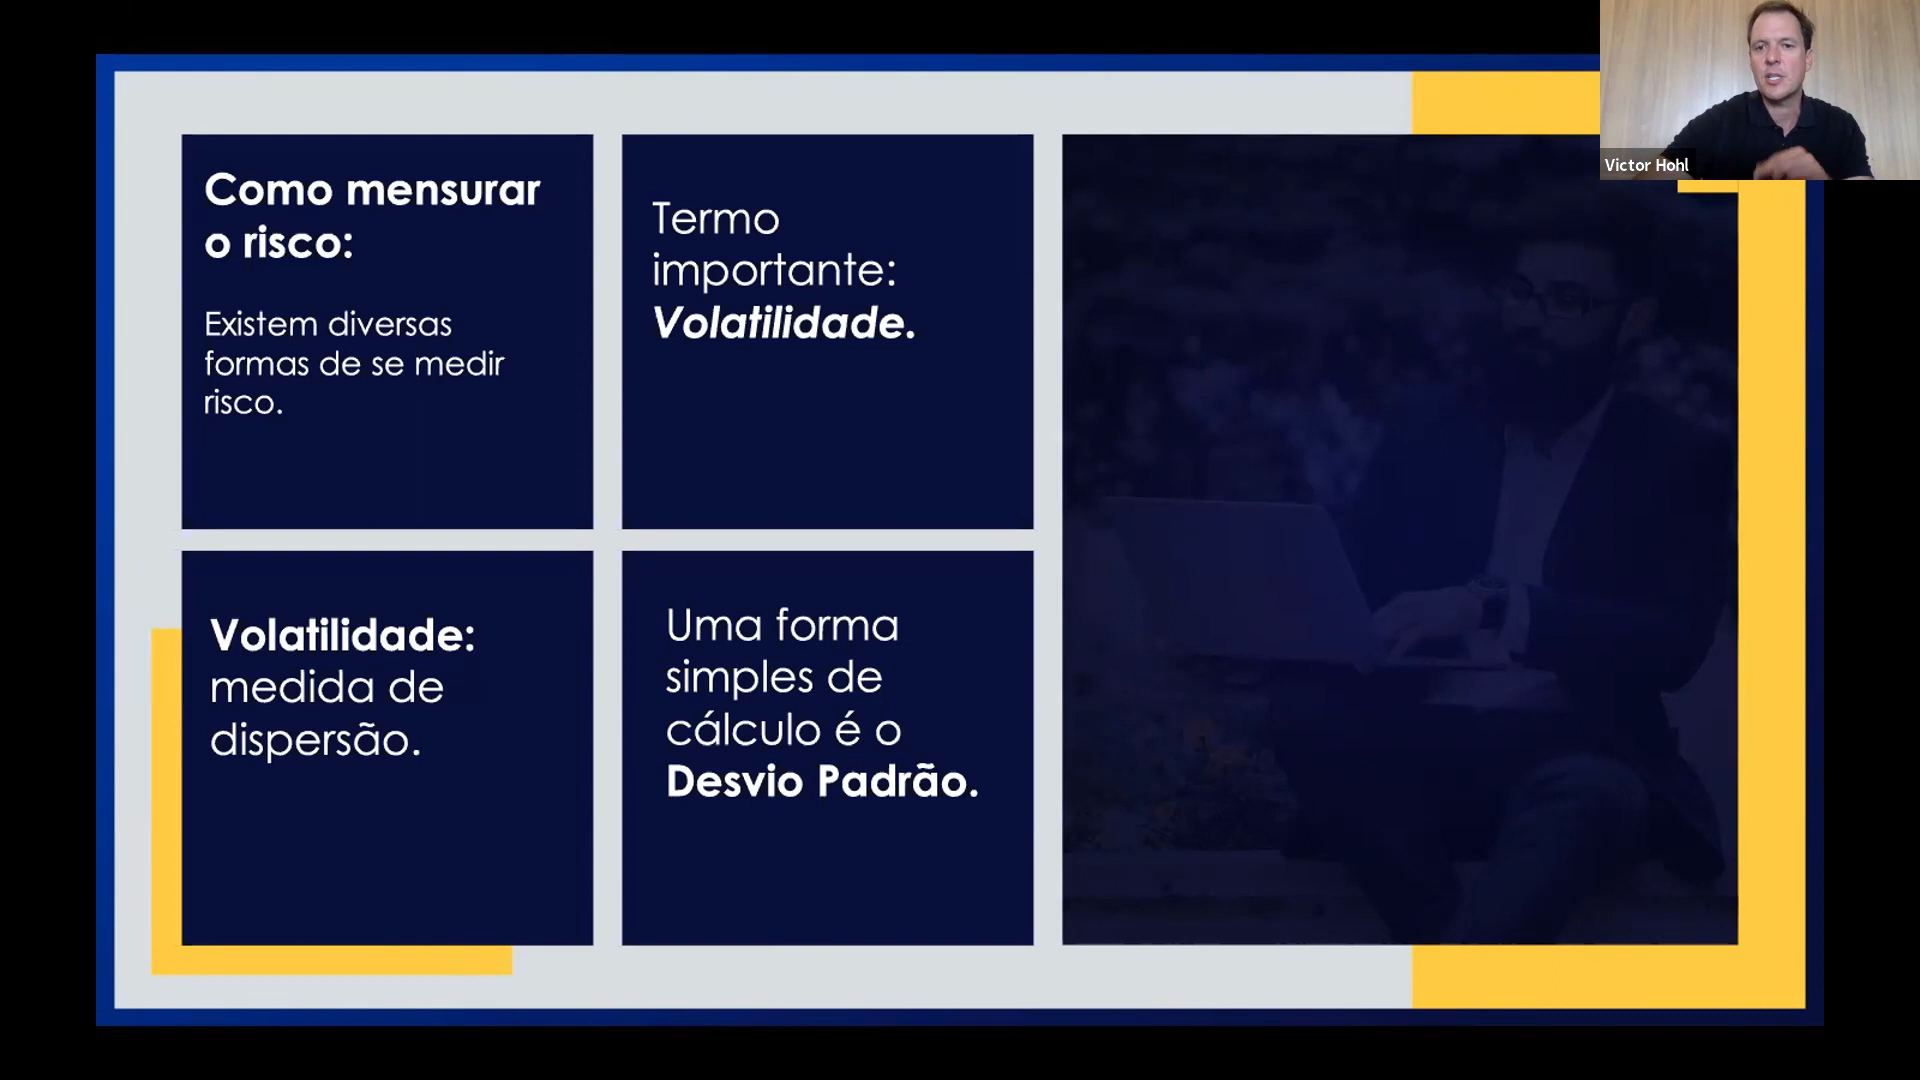 Como mensurar
o risco:
Existem diversas
formas de se medir
risco.
Termo
importante:
Volatilidade.
Volatilidade:
medida de
dispersão.
Uma forma
simples de
cálculo é o
Desvio Padrão.
Victor Hohl